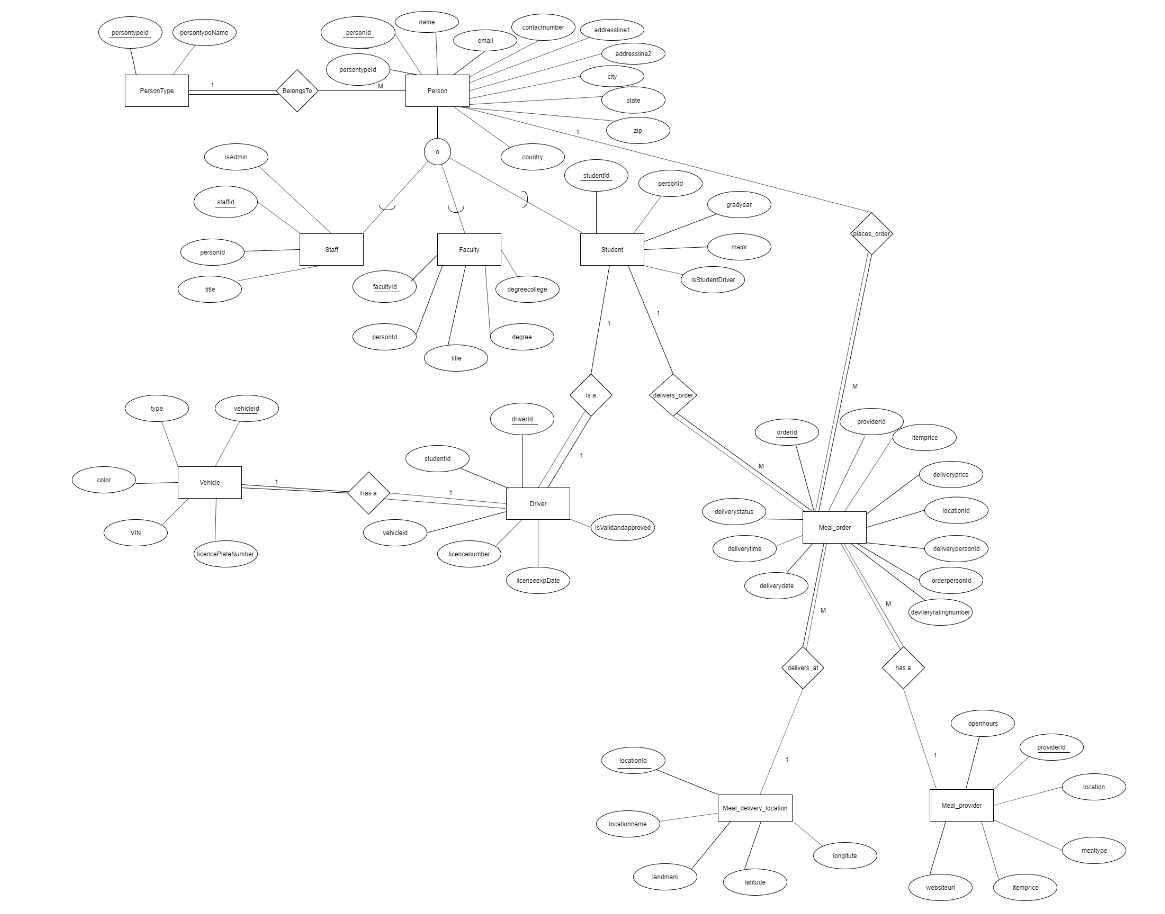 persontypeId
persontypeName
personId
name
email
contactnumber
addressline1
addressline2
city
state
zip
country
persontypeId
PersonType
1
BelongsTo
M
Person
1
o
IsAdmin
staffId
personId
title
Staff
Faculty
facultyId
personId
title
degree
degreecollege
studentId
personId
gradyear
major
IsStudentDriver
Student
places_order
1
1
M
Is a
delivers_order
1
M
type
vehicleId
color
VIN
licencePlateNumber
Vehicle
1
Has a
1
driverId
studentId
vehicleid
licencenumber
licenseexpDate
isValidandapproved
Driver
orderId
providerId
itemprice
deliveryprice
locationId
deliverypersonId
orderpersonId
devlieryratingnumber
deliverystatus
deliverytime
deliverydate
Meal_order
M
M
delivers_at
has a
1
1
locationId
locationname
landmark
latitude
longitute
Meal_delivery_location
openhours
providerId
location
mealtype
itemprice
websiteurl
Meal_provider